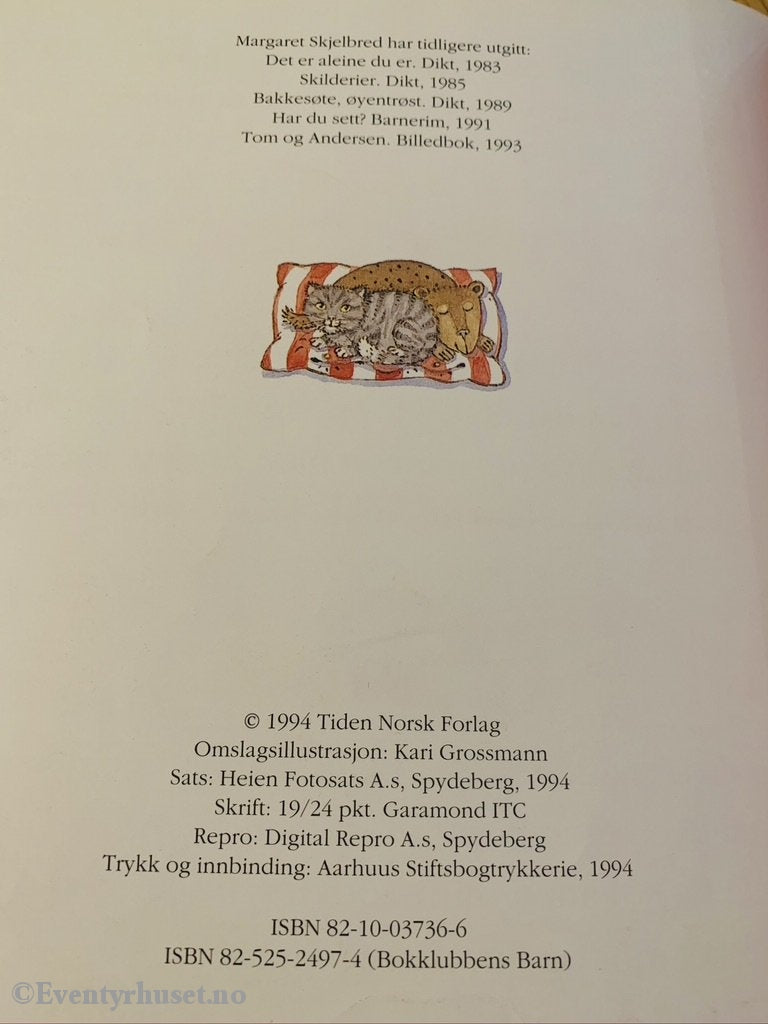 Margaret Skjelbred har tidligere utgitt:
Det er aleine du er. Dikt, 1983
Skilderier. Dikt, 1985
Bakkesøte, øyentrøst. Dikt, 1989
Har du sett? Barnerim, 1991
Tom og Andersen. Billedbok, 1993
© 1994 Tiden Norsk Forlag
Omslagsillustrasjon: Kari Grossmann
Sats: Heien Fotosats A.s, Spydeberg, 1994
Skrift: 19/24 pkt. Garamond ITC
Repro: Digital Repro A.s, Spydeberg
Trykk og innbinding: Aarhuus Stiftsbogtrykkerie, 1994
ISBN 82-10-03736-6
ISBN 82-525-2497-4 (Bokklubbens Barn)
©Eventyrhuset.no